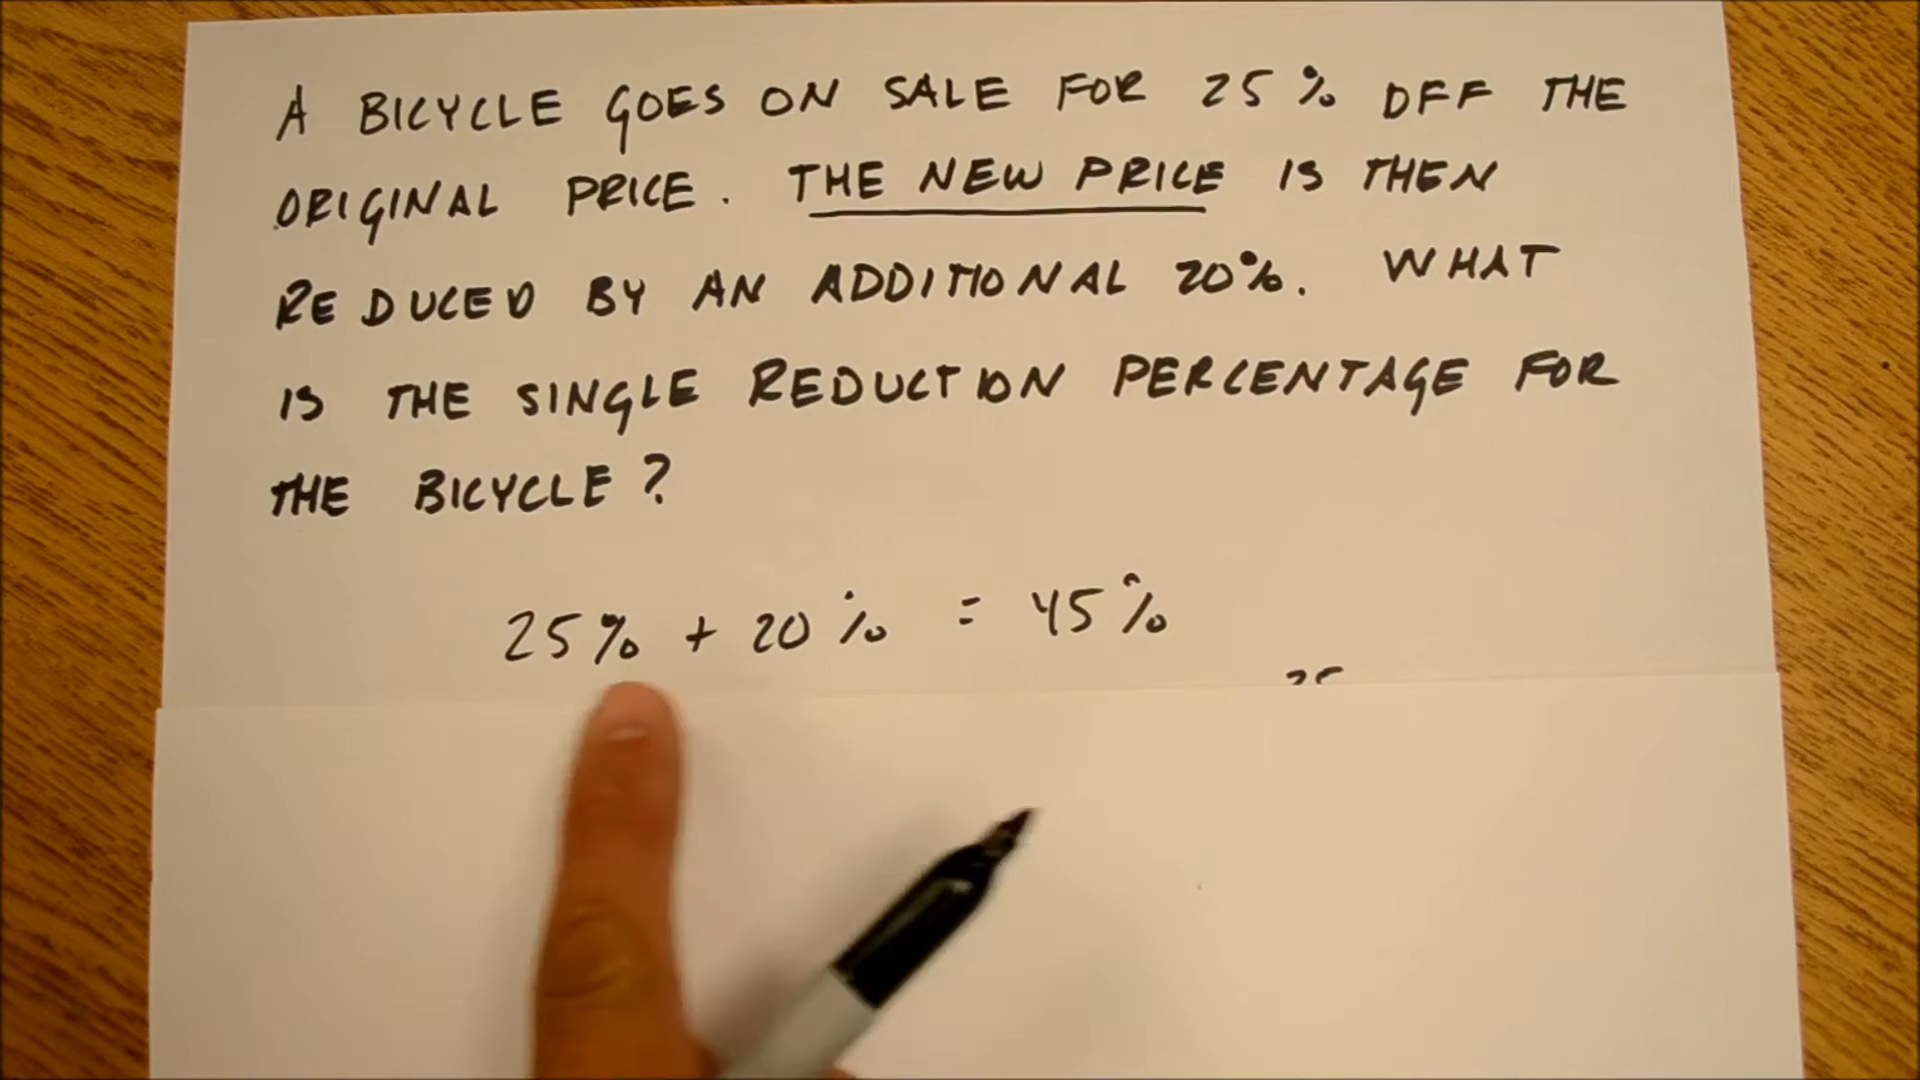 A BICYCLE GOES ON SALE FOR 25% OFF THE
ORIGINAL PRICE. THE NEW PRICE IS THEN
REDUCED BY AN ADDITIONAL 20%. WHAT
IS THE SINGLE REDUCTION PERCENTAGE FOR
THE BICYCLE?
25% + 20% = 45%